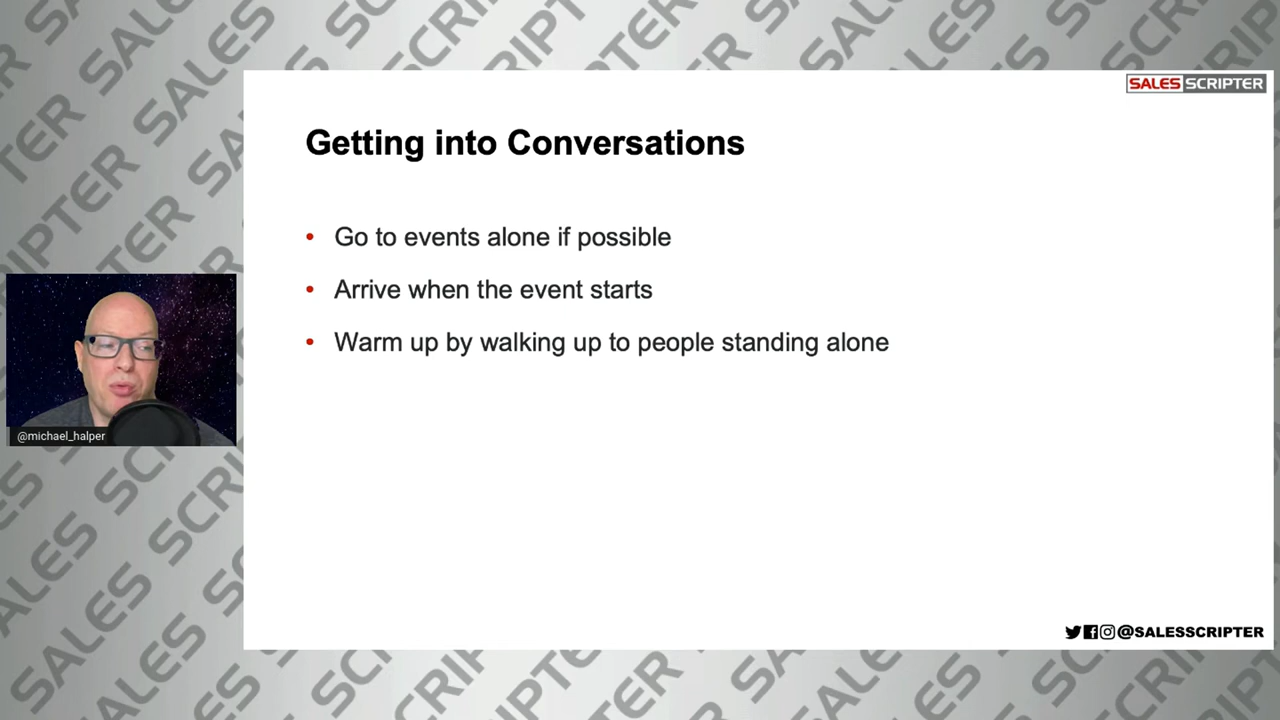 SALES SCRIPTER
Getting into Conversations
• Go to events alone if possible
• Arrive when the event starts
• Warm up by walking up to people standing alone
@michael_halper
@SALESSCRIPTER